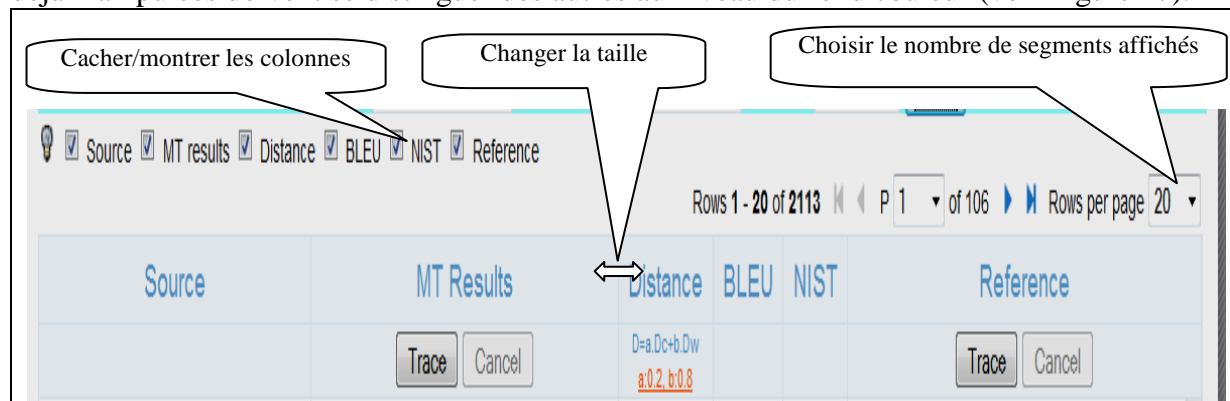 Cacher/montrer les colonnes
Changer la taille
Choisir le nombre de segments affichés
Source MT results Distance BLEU NIST Reference
Rows 1 - 20 of 2113 P 1 of 106 Rows per page 20
Source MT Results Distance BLEU NIST Reference
Trace Cancel D=a.Dc+b.Dw Trace Cancel
a:0.2, b:0.8